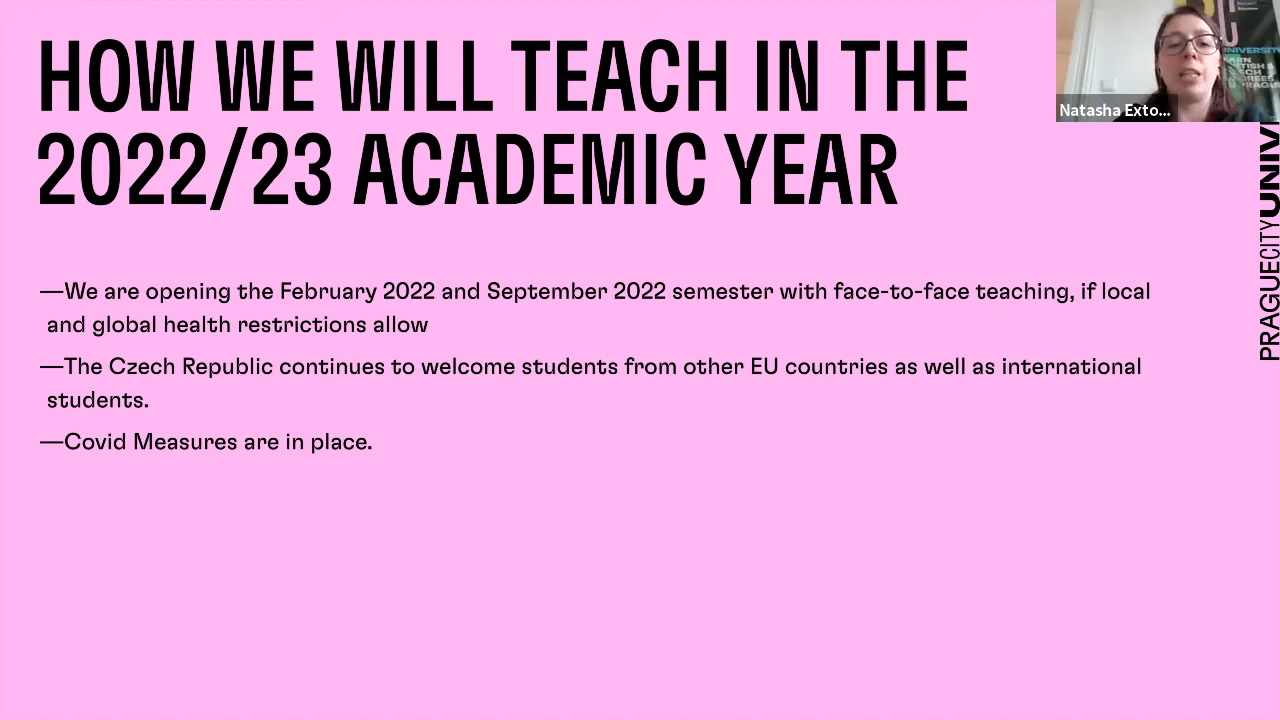 HOW WE WILL TEACH IN THE
2022/23 ACADEMIC YEAR
—We are opening the February 2022 and September 2022 semester with face-to-face teaching, if local
and global health restrictions allow
—The Czech Republic continues to welcome students from other EU countries as well as international
students.
—Covid Measures are in place.
Natasha Exto...
PRAGUECITYUNIV